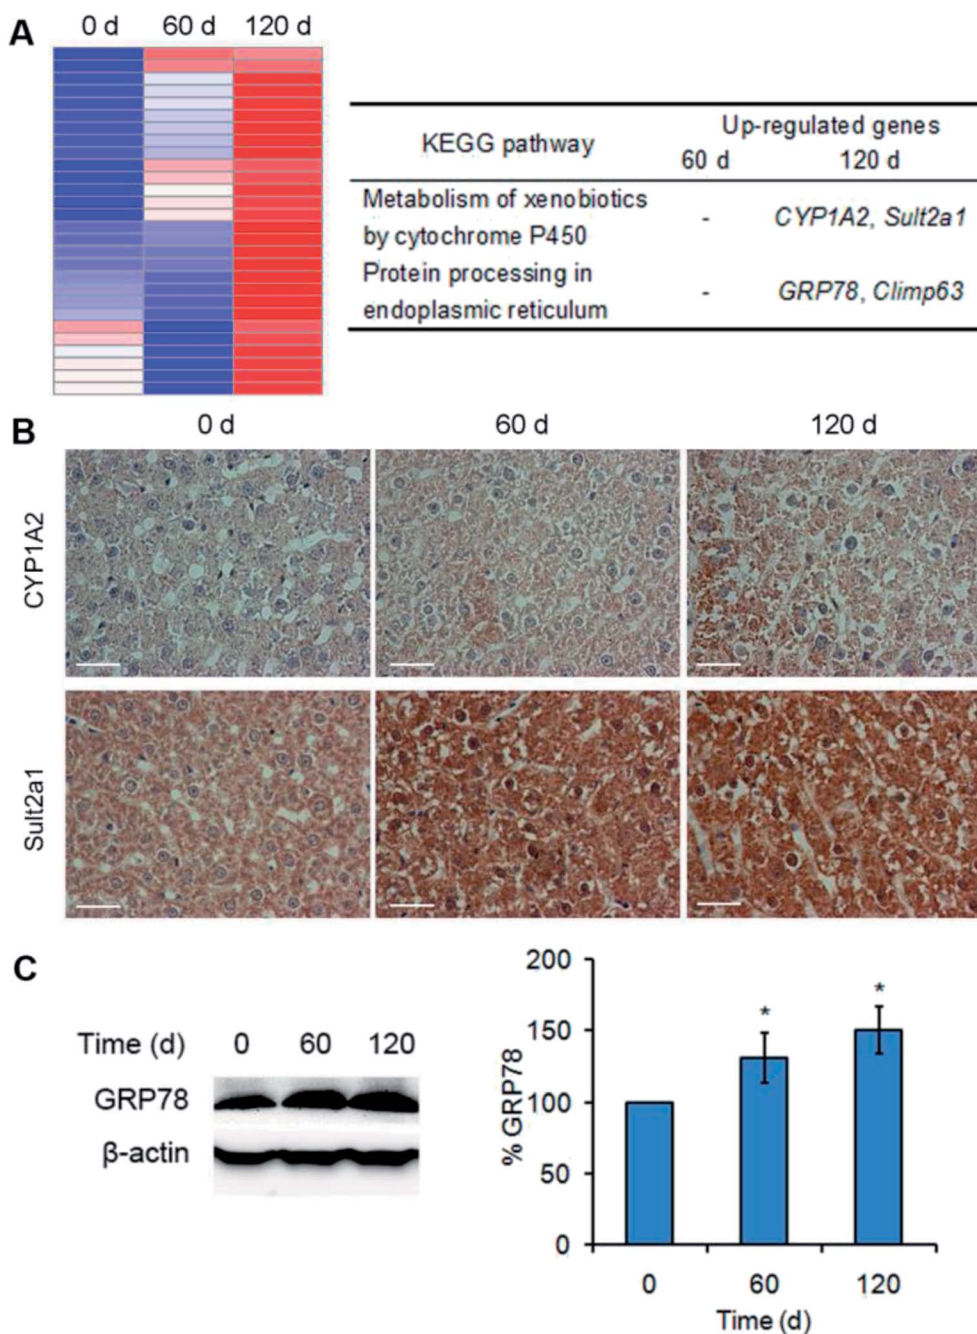 A
0 d 60 d 120 d
KEGG pathway
Up-regulated genes
60 d 120 d
Metabolism of xenobiotics
by cytochrome P450
- CYP1A2, Sult2a1
Protein processing in
endoplasmic reticulum
- GRP78, Climp63
B
0 d 60 d 120 d
CYP1A2
Sult2a1
C
Time (d) 0 60 120
GRP78
β-actin
% GRP78
200
150
100
50
0
* *
0 60 120
Time (d)